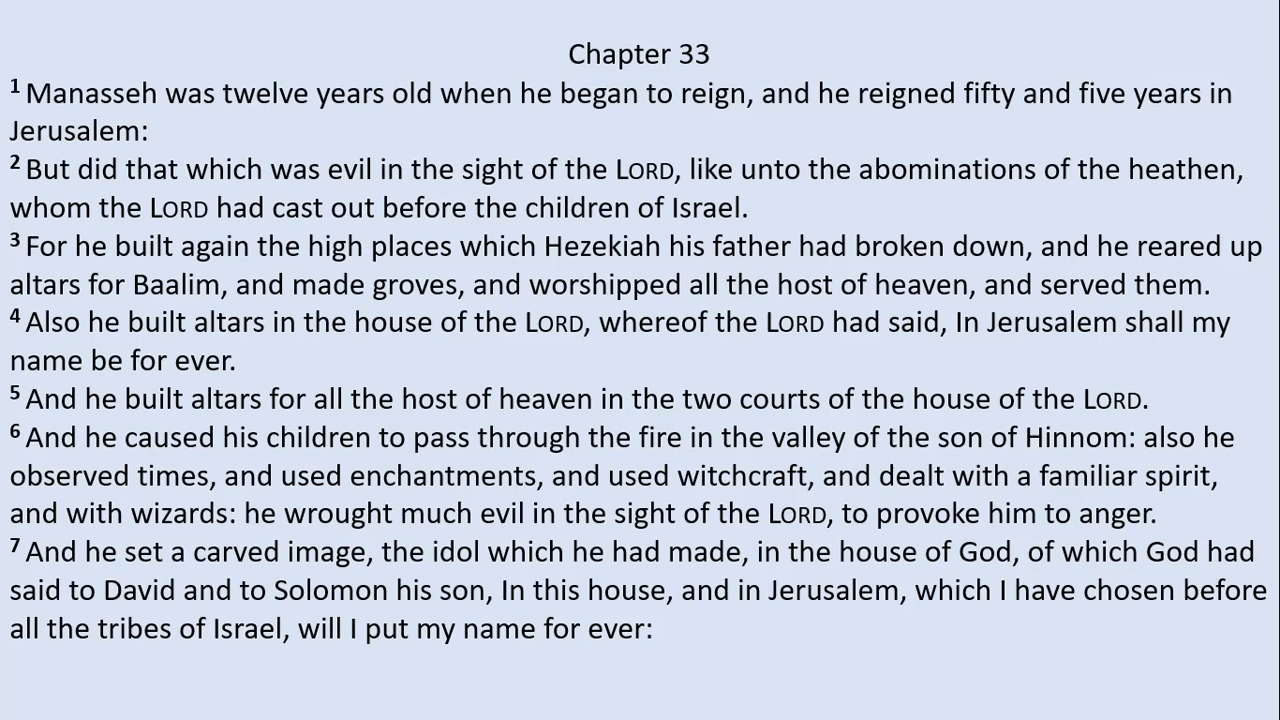 Chapter 33
1 Manasseh was twelve years old when he began to reign, and he reigned fifty and five years in
Jerusalem:
2 But did that which was evil in the sight of the LORD, like unto the abominations of the heathen,
whom the LORD had cast out before the children of Israel.
3 For he built again the high places which Hezekiah his father had broken down, and he reared up
altars for Baalim, and made groves, and worshipped all the host of heaven, and served them.
4 Also he built altars in the house of the LORD, whereof the LORD had said, In Jerusalem shall my
name be for ever.
5 And he built altars for all the host of heaven in the two courts of the house of the LORD.
6 And he caused his children to pass through the fire in the valley of the son of Hinnom: also he
observed times, and used enchantments, and used witchcraft, and dealt with a familiar spirit,
and with wizards: he wrought much evil in the sight of the LORD, to provoke him to anger.
7 And he set a carved image, the idol which he had made, in the house of God, of which God had
said to David and to Solomon his son, In this house, and in Jerusalem, which I have chosen before
all the tribes of Israel, will I put my name for ever: